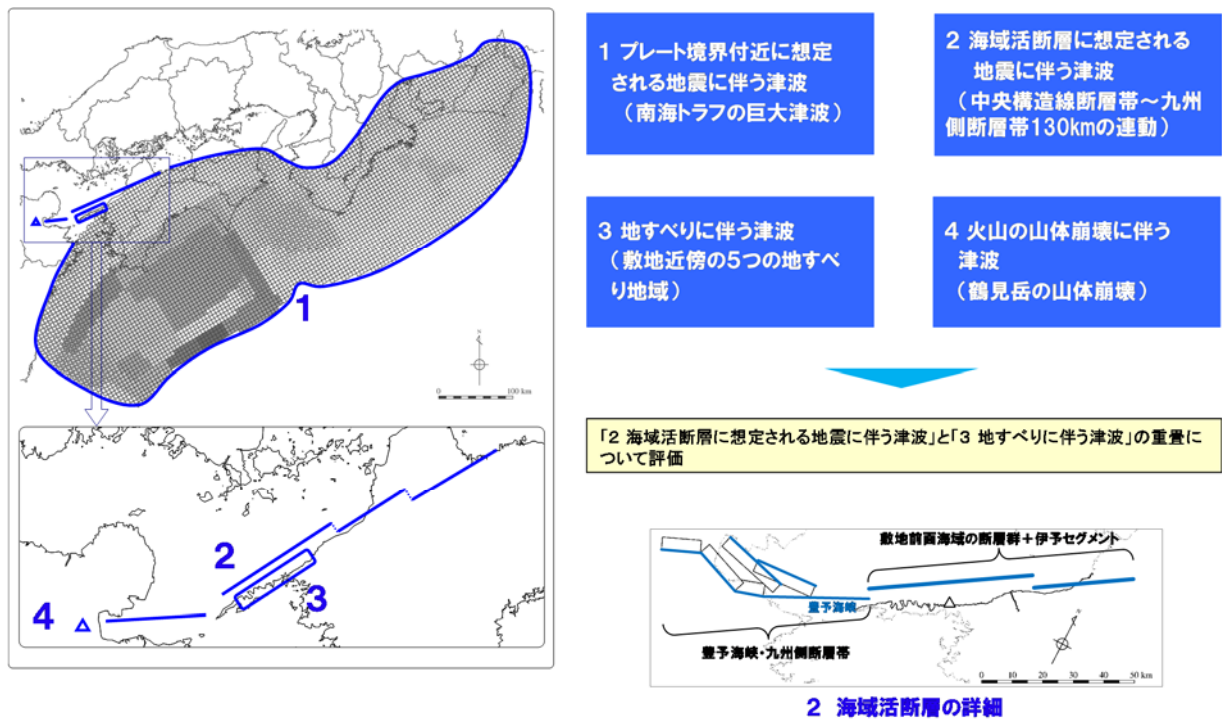 1
N
0
100 km
2
3
4
1 プレート境界付近に想定
される地震に伴う津波
(南海トラフの巨大津波)
2 海域活断層に想定される
地震に伴う津波
(中央構造線断層帯～九州
側断層帯130kmの連動)
3 地すべりに伴う津波
(敷地近傍の5つの地すべ
り地域)
4 火山の山体崩壊に伴う
津波
(鶴見岳の山体崩壊)
「2 海域活断層に想定される地震に伴う津波」と「3 地すべりに伴う津波」の重畳に
ついて評価
敷地前面海域の断層群+伊予セグメント
豊予海峡
豊予海峡・九州側断層帯
N
0 10 20 30 40 50 km
2 海域活断層の詳細